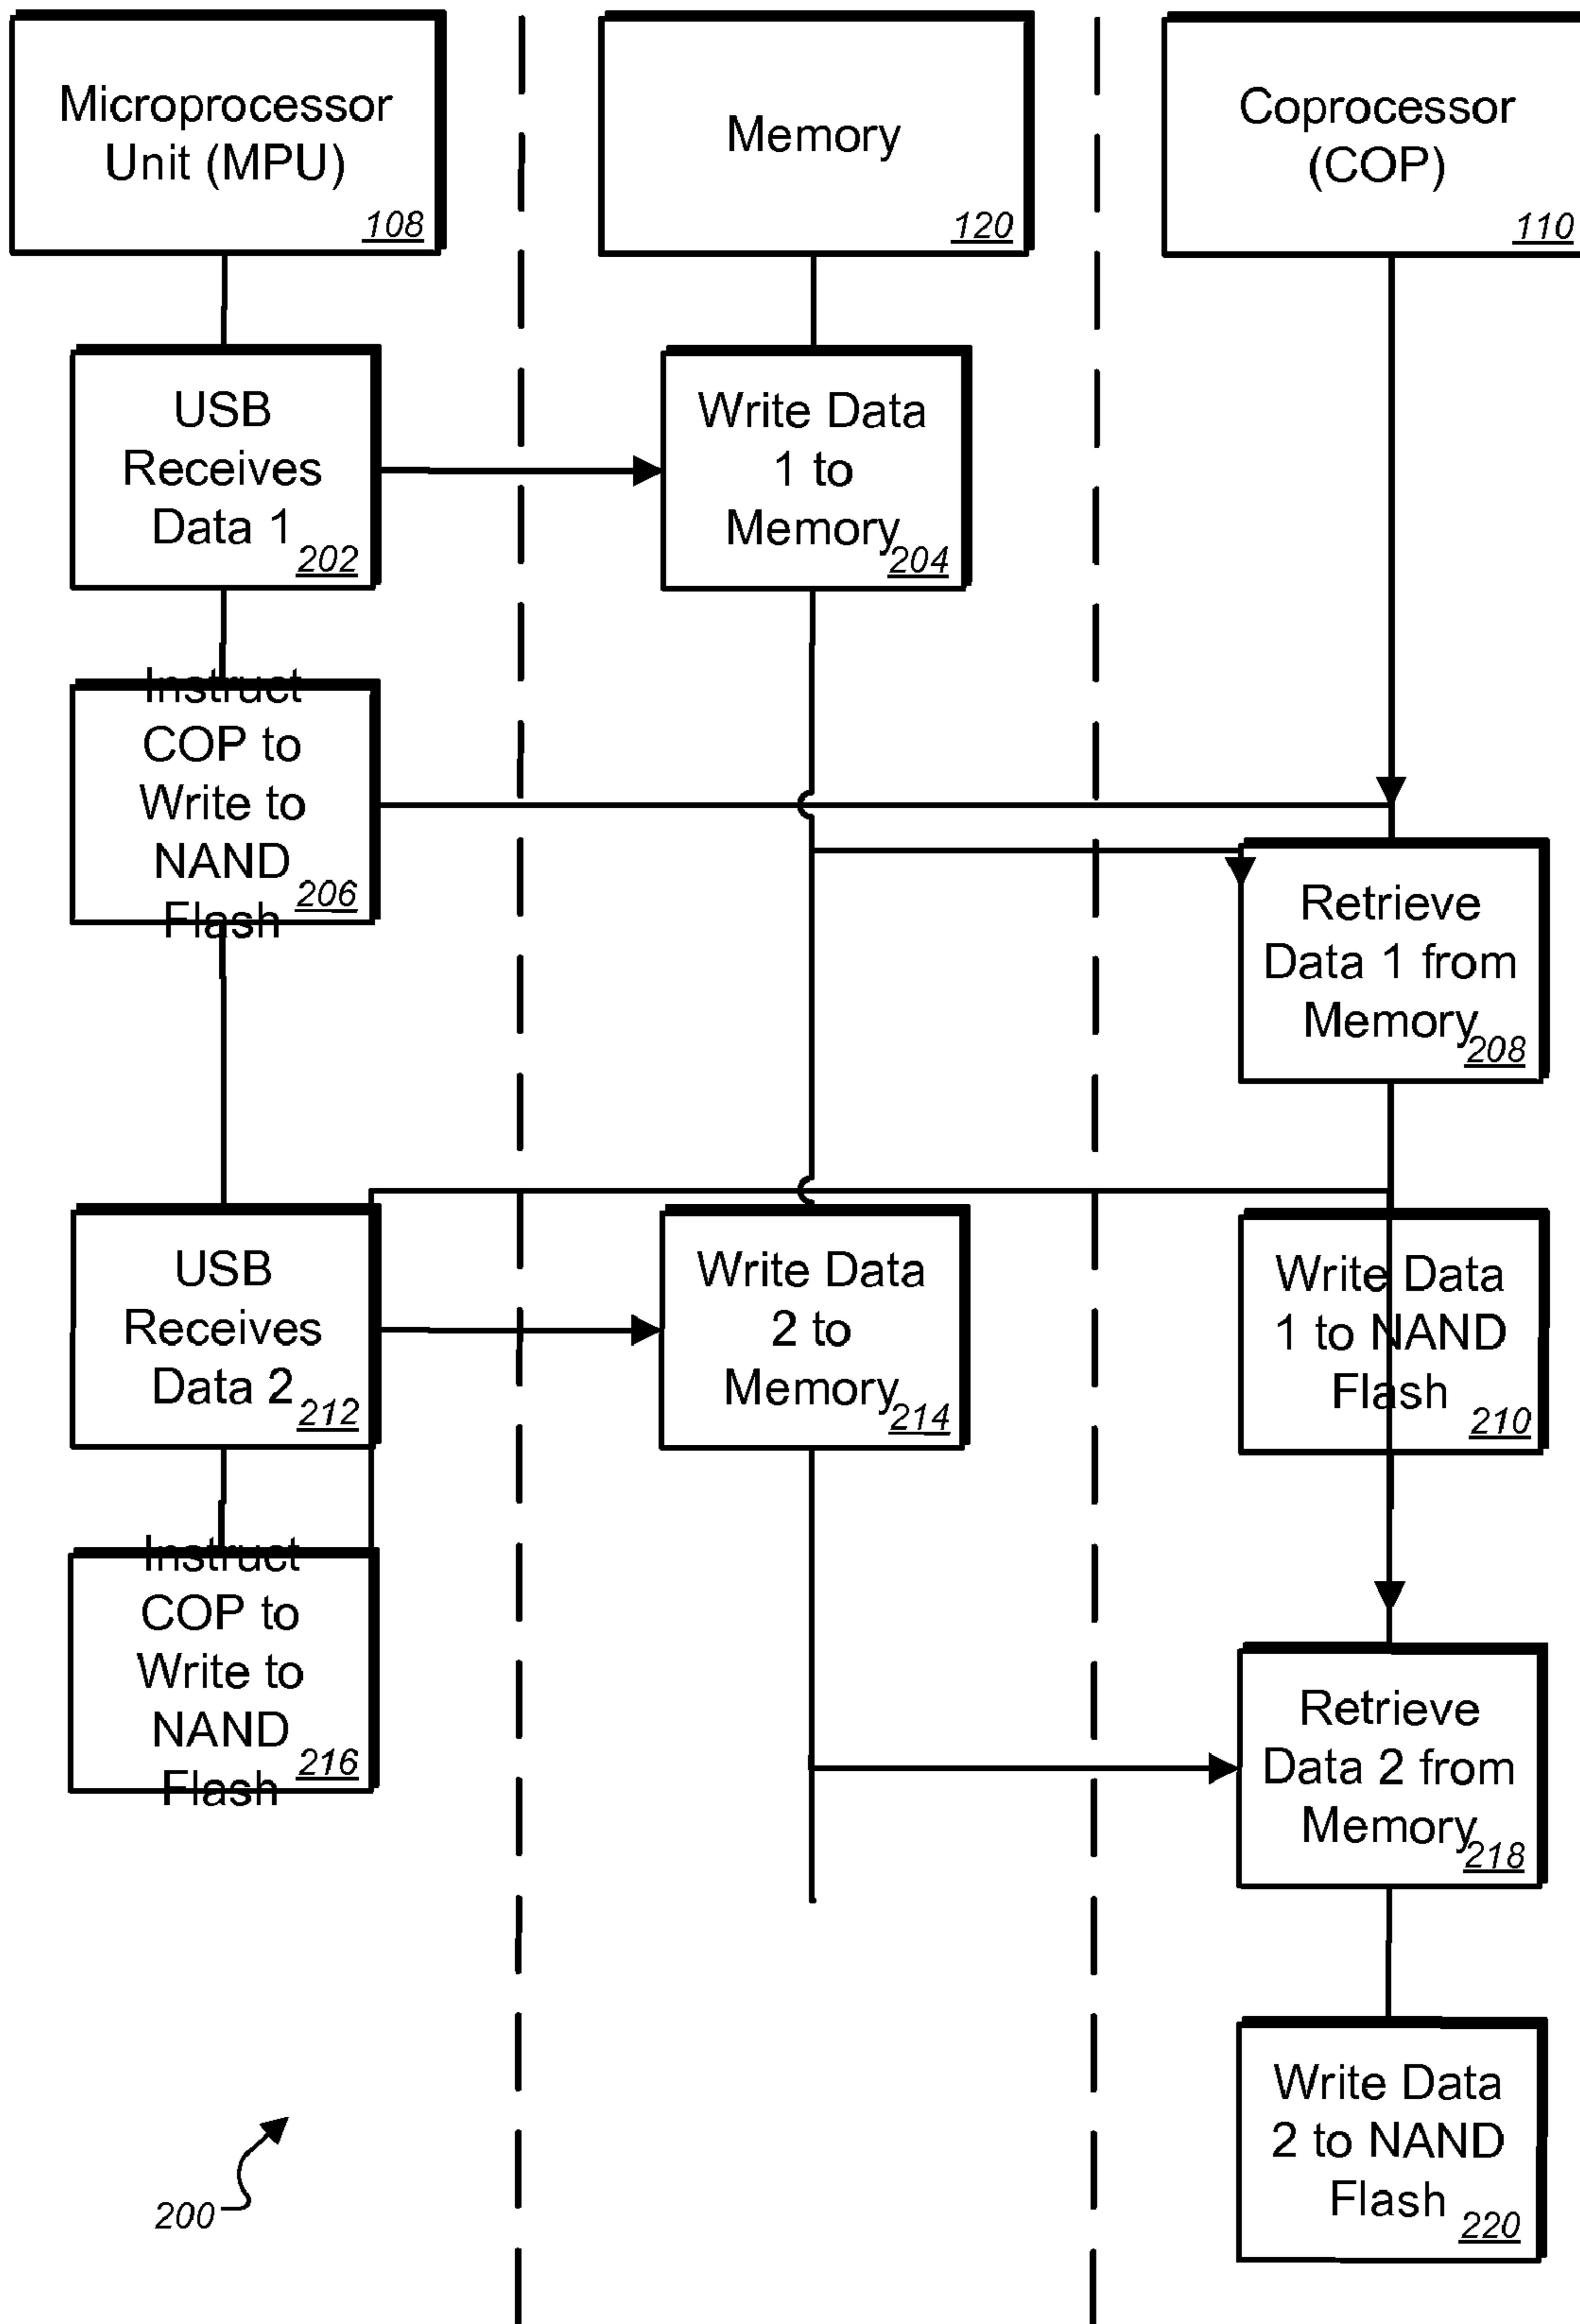 Microprocessor
Unit (MPU)
108
Memory
120
Coprocessor
(COP)
110
USB
Receives
Data 1
202
Write Data
1 to
Memory
204
Instruct
COP to
Write to
NAND
Flash
206
Retrieve
Data 1 from
Memory
208
USB
Receives
Data 2
212
Write Data
2 to
Memory
214
Write Data
1 to NAND
Flash
210
Instruct
COP to
Write to
NAND
Flash
216
Retrieve
Data 2 from
Memory
218
Write Data
2 to NAND
Flash
220
200